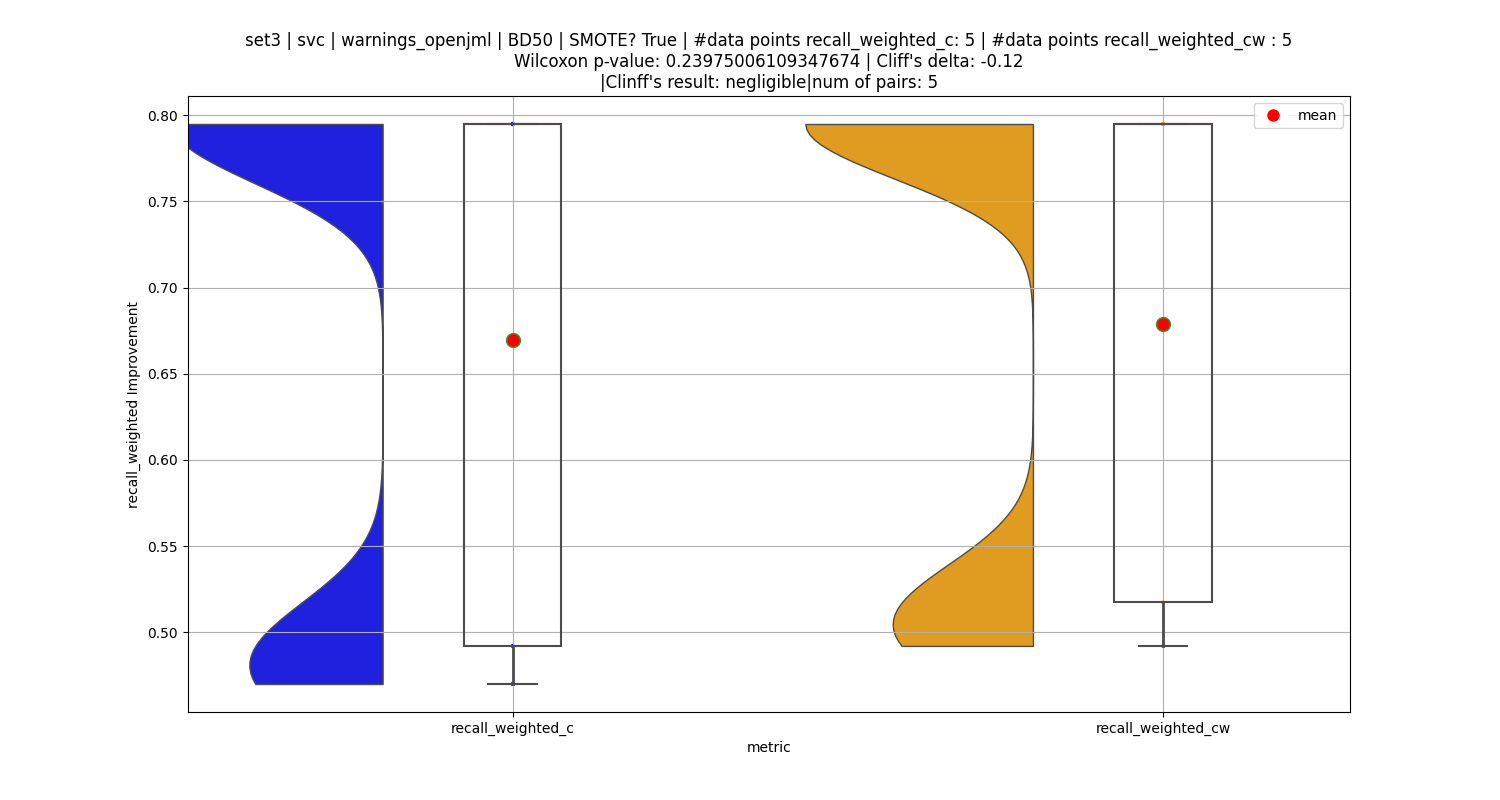 set3 | svc | warnings_openjml | BD50 | SMOTE? True | #data points recall_weighted_c: 5 | #data points recall_weighted_cw : 5
Wilcoxon p-value: 0.23975006109347674 | Cliff's delta: -0.12
|Clinff's result: negligible|num of pairs: 5
mean
0.80
0.75
0.70
0.65
0.60
0.55
0.50
recall_weighted Improvement
recall_weighted_c
recall_weighted_cw
metric